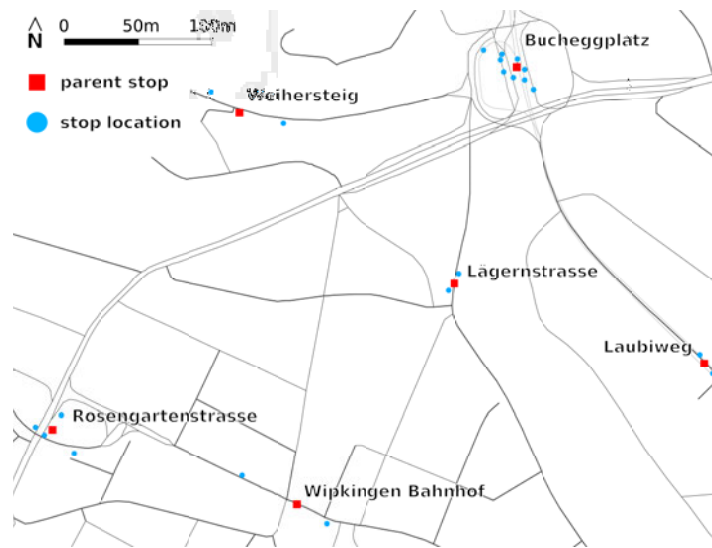 0 50m 100m
N
parent stop
stop location
Bucheggplatz
Weihersteig
Lägernstrasse
Laubiweg
Rosengartenstrasse
Wipkingen Bahnhof